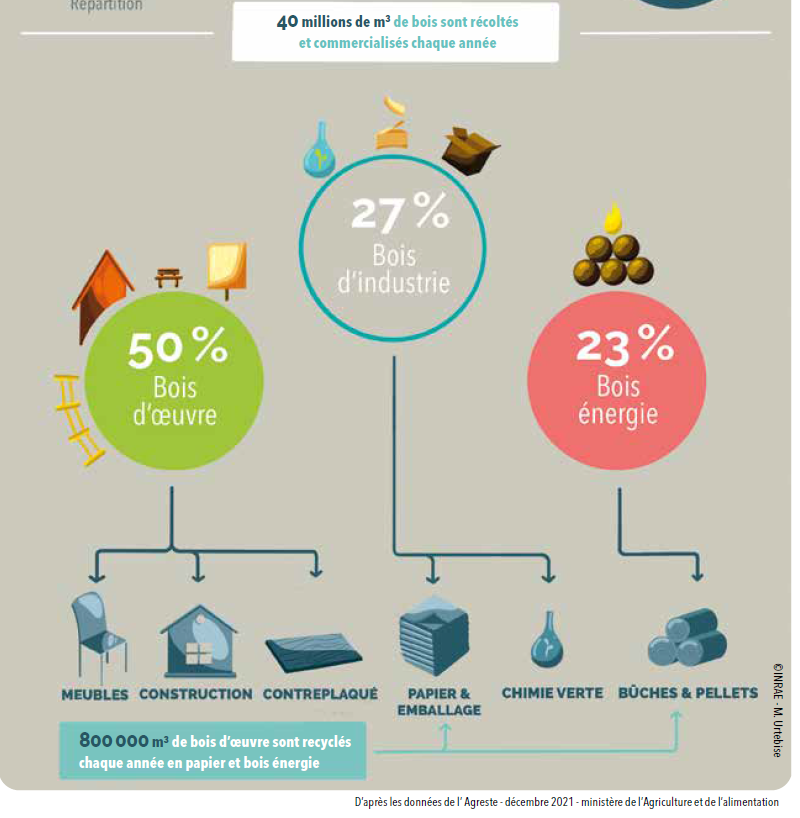 Répartition
40 millions de m³ de bois sont récoltés
et commercialisés chaque année
27 %
Bois
d'industrie
50 %
Bois
d'œuvre
23 %
Bois
énergie
MEUBLES
CONSTRUCTION
CONTREPLAQUÉ
PAPIER &
EMBALLAGE
CHIMIE VERTE
BÛCHES & PELLETS
800 000 m³ de bois d'œuvre sont recyclés
chaque année en papier et bois énergie
©INRAE - M. Urtebise
D'après les données de l' Agreste - décembre 2021 - ministère de l'Agriculture et de l'alimentation